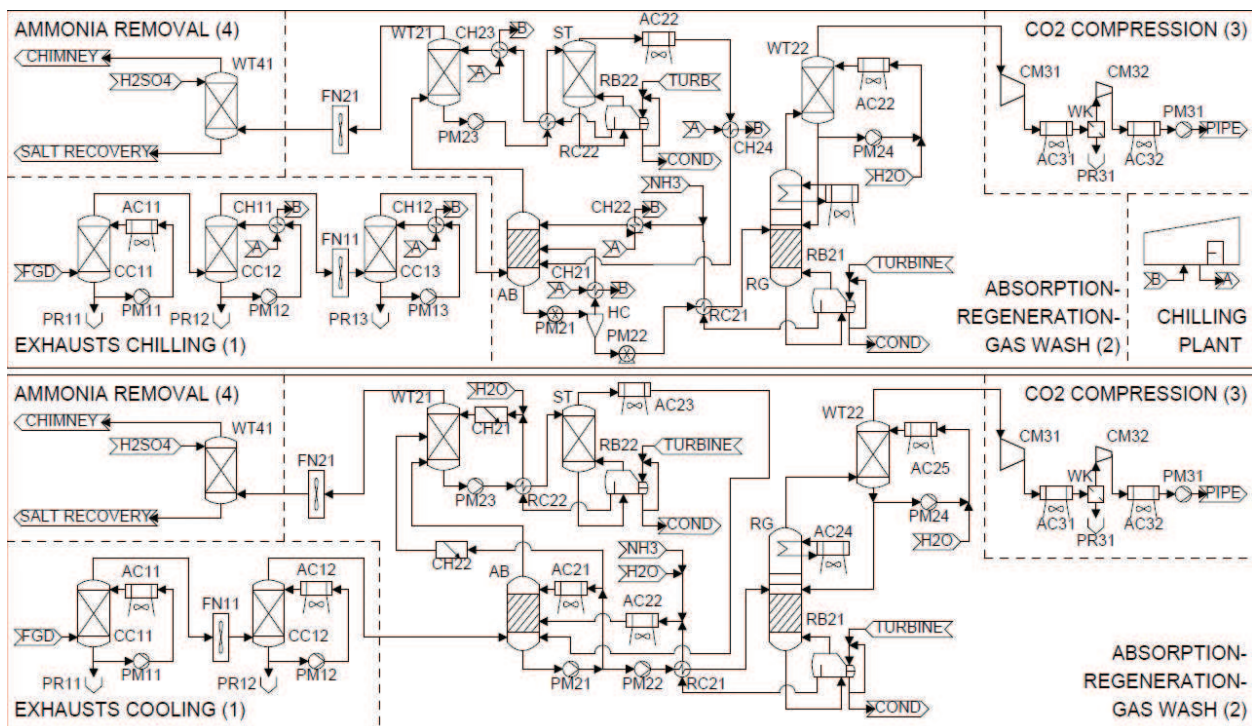 AMMONIA REMOVAL (4)
CHIMNEY
WT41
H2SO4
FN21
SALT RECOVERY
WT21
CH23
B
A
ST
AC22
RB22
TURB
PM23
RC22
COND
A
B
CH24
WT22
AC22
PM24
H2O
CO2 COMPRESSION (3)
CM31
CM32
WK
PM31
PIPE
AC31
AC32
PR31
AC11
CH11
B
A
FN11
CH12
B
A
FGD
CC11
CC12
CC13
PM11
PM12
PM13
PR11
PR12
PR13
EXHAUSTS CHILLING (1)
NH3
CH22
B
A
AB
CH21
A
B
HC
PM21
PM22
RC21
RG
RB21
TURBINE
COND
ABSORPTION-
REGENERATION-
GAS WASH (2)
B
A
CHILLING
PLANT
AMMONIA REMOVAL (4)
CHIMNEY
WT41
H2SO4
FN21
SALT RECOVERY
WT21
H2O
CH21
ST
AC23
RB22
TURBINE
PM23
RC22
COND
WT22
AC25
PM24
H2O
CO2 COMPRESSION (3)
CM31
CM32
WK
PM31
PIPE
AC31
AC32
PR31
AC11
AC12
FN11
FGD
CC11
CC12
PM11
PM12
PR11
PR12
EXHAUSTS COOLING (1)
CH22
AB
AC21
NH3
H2O
AC22
PM21
PM22
RC21
RG
AC24
RB21
TURBINE
COND
ABSORPTION-
REGENERATION-
GAS WASH (2)